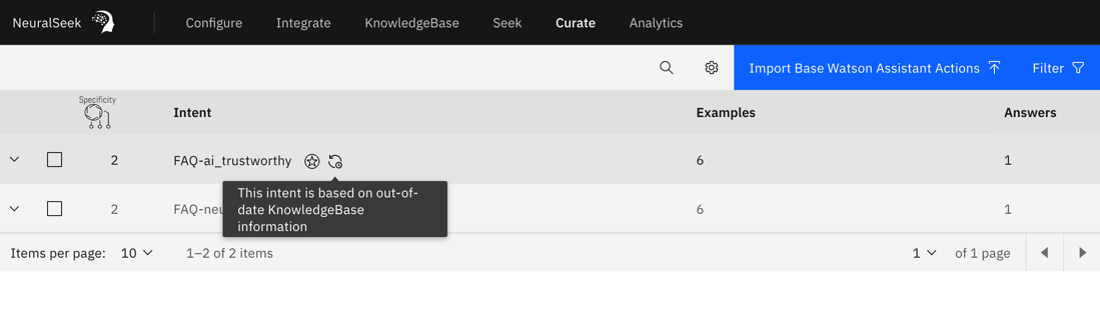 NeuralSeek Configure Integrate KnowledgeBase Seek Curate Analytics
Import Base Watson Assistant Actions Filter
Specificity
Intent Examples Answers
2 FAQ-ai_trustworthy 6 1
This intent is based on out-of-
date KnowledgeBase
information
2 FAQ-neu 6 1
Items per page: 10 1–2 of 2 items 1 of 1 page